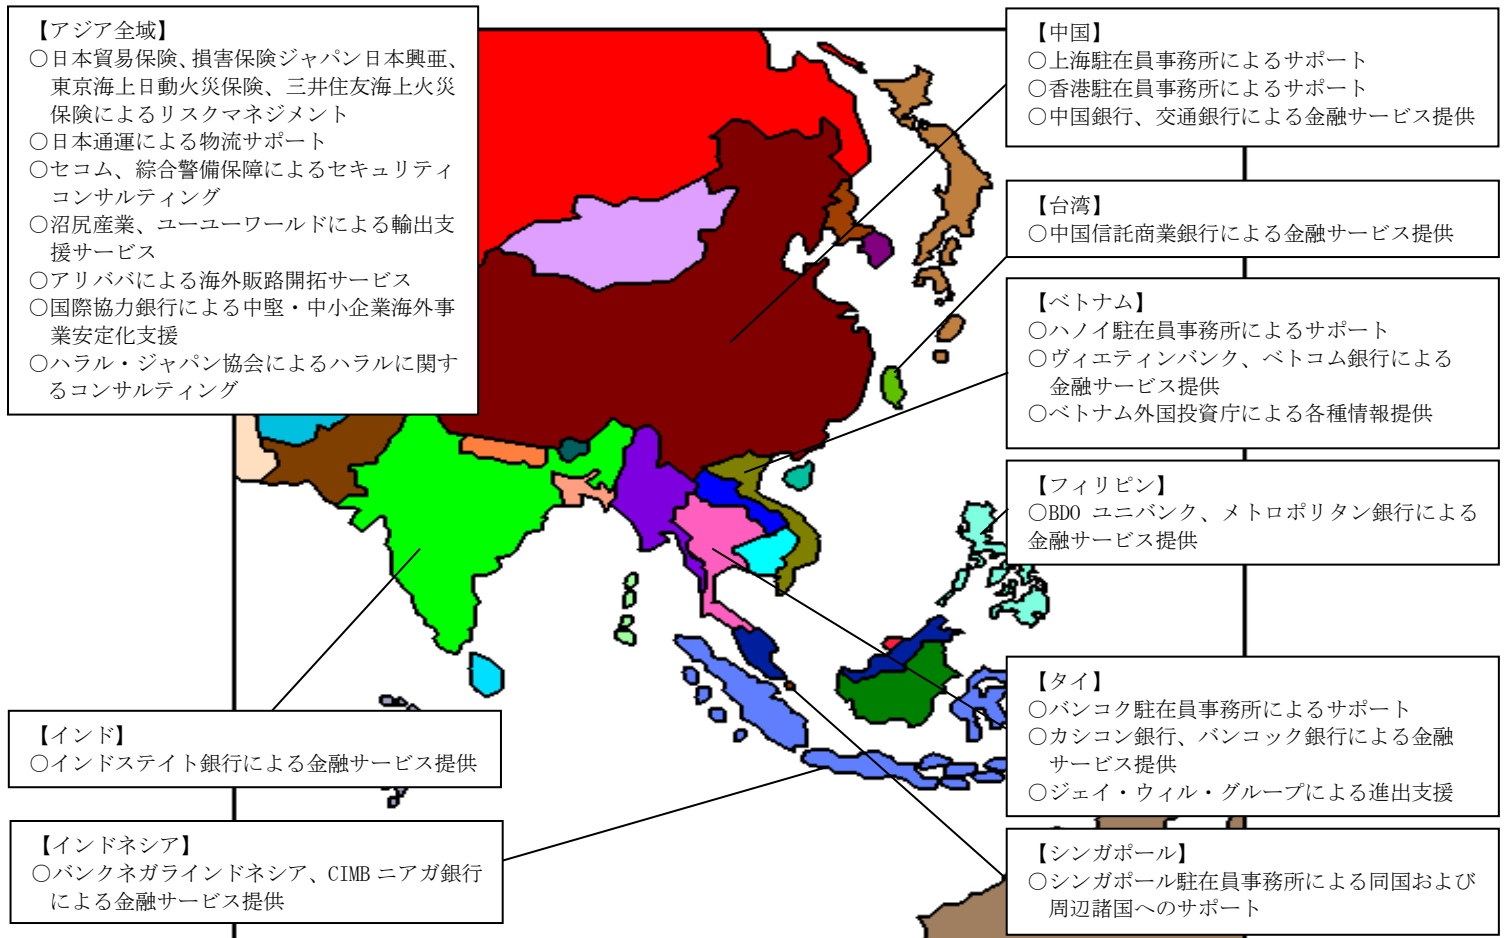 【アジア全域】
○日本貿易保険、損害保険ジャパン日本興亜、
東京海上日動火災保険、三井住友海上火災
保険によるリスクマネジメント
○日本通運による物流サポート
○セコム、綜合警備保障によるセキュリティ
コンサルティング
○沼尻産業、ユーユーワールドによる輸出支
援サービス
○アリババによる海外販路開拓サービス
○国際協力銀行による中堅・中小企業海外事
業安定化支援
○ハラル・ジャパン協会によるハラルに関す
るコンサルティング
【インド】
○インドステイト銀行による金融サービス提供
【インドネシア】
○バンクネガラインドネシア、CIMB ニアガ銀行
による金融サービス提供
【中国】
○上海駐在員事務所によるサポート
○香港駐在員事務所によるサポート
○中国銀行、交通銀行による金融サービス提供
【台湾】
○中国信託商業銀行による金融サービス提供
【ベトナム】
○ハノイ駐在員事務所によるサポート
○ヴィエティンバンク、ベトコム銀行による
金融サービス提供
○ベトナム外国投資庁による各種情報提供
【フィリピン】
○BDO ユニバンク、メトロポリタン銀行による
金融サービス提供
【タイ】
○バンコク駐在員事務所によるサポート
○カシコン銀行、バンコック銀行による金融
サービス提供
○ジェイ・ウィル・グループによる進出支援
【シンガポール】
○シンガポール駐在員事務所による同国および
周辺諸国へのサポート